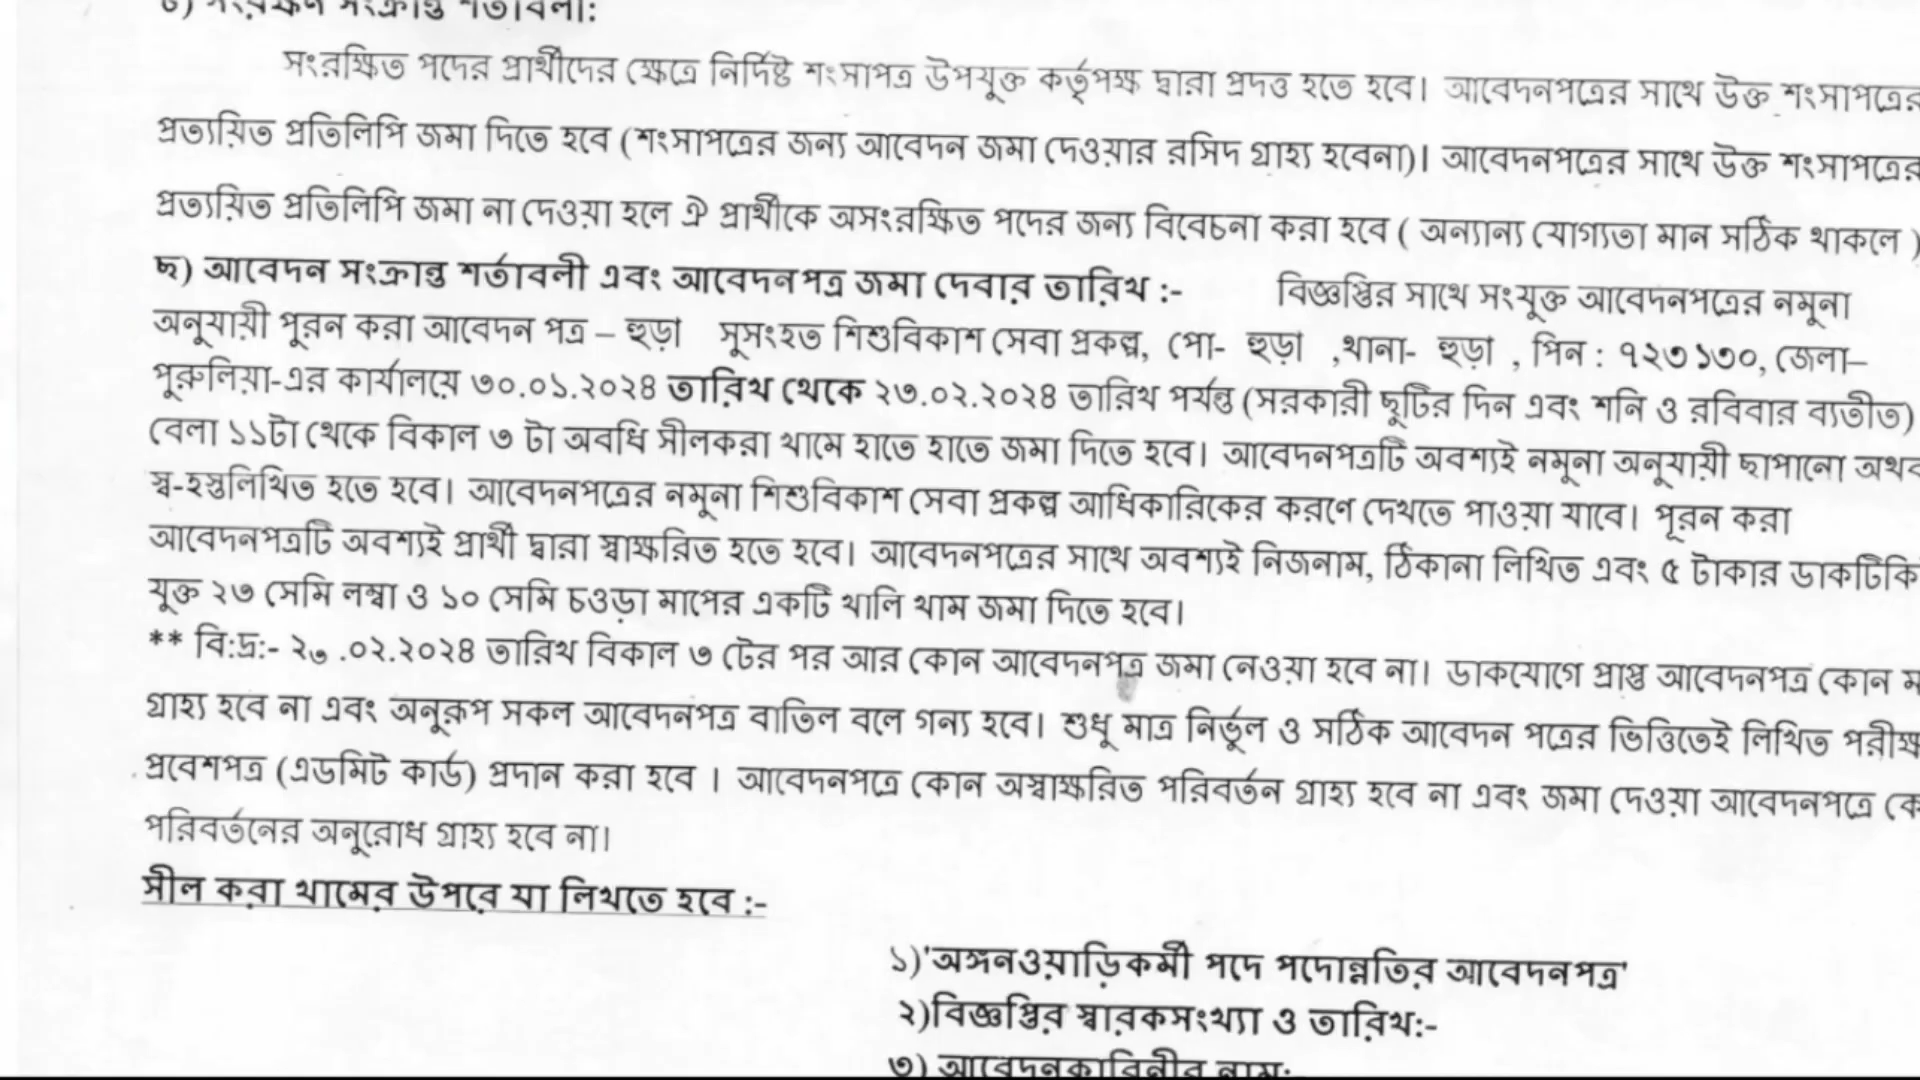 সংরক্ষন সংক্রান্ত শর্তাবলী:
সংরক্ষিত পদের প্রার্থীদের ক্ষেত্রে নির্দিষ্ট শংসাপত্র উপযুক্ত কর্তৃপক্ষ দ্বারা প্রদত্ত হতে হবে। আবেদনপত্রের সাথে উক্ত শংসাপত্রের
প্রত্যয়িত প্রতিলিপি জমা দিতে হবে (শংসাপত্রের জন্য আবেদন জমা দেওয়ার রসিদ গ্রাহ্য হবেনা)। আবেদনপত্রের সাথে উক্ত শংসাপত্রের
প্রত্যয়িত প্রতিলিপি জমা না দেওয়া হলে ঐ প্রার্থীকে অসংরক্ষিত পদের জন্য বিবেচনা করা হবে ( অন্যান্য যোগ্যতা মান সঠিক থাকলে )
ছ) আবেদন সংক্রান্ত শর্তাবলী এবং আবেদনপত্র জমা দেবার তারিখ :- বিজ্ঞপ্তির সাথে সংযুক্ত আবেদনপত্রের নমুনা
অনুযায়ী পুরন করা আবেদন পত্র – হুড়া সুসংহত শিশুবিকাশ সেবা প্রকল্প, পো- হুড়া ,থানা- হুড়া , পিন : ৭২৩১৩০, জেলা–
পুরুলিয়া-এর কার্যালয়ে ৩০.০১.২০২৪ তারিখ থেকে ২৩.০২.২০২৪ তারিখ পর্যন্ত (সরকারী ছুটির দিন এবং শনি ও রবিবার ব্যতীত)
বেলা ১১টা থেকে বিকাল ৩ টা অবধি সীলকরা খামে হাতে হাতে জমা দিতে হবে। আবেদনপত্রটি অবশ্যই নমুনা অনুযায়ী ছাপানো
স্ব-হস্তলিখিত হতে হবে। আবেদনপত্রের নমুনা শিশুবিকাশ সেবা প্রকল্প আধিকারিকের করণে দেখতে পাওয়া যাবে। পূরন করা
আবেদনপত্রটি অবশ্যই প্রার্থী দ্বারা স্বাক্ষরিত হতে হবে। আবেদনপত্রের সাথে অবশ্যই নিজনাম, ঠিকানা লিখিত এবং ৫ টাকার ডাকটিকি
যুক্ত ২৩ সেমি লম্বা ও ১০ সেমি চওড়া মাপের একটি খালি খাম জমা দিতে হবে।
** বি:দ্র:- ২৩ .০২.২০২৪ তারিখ বিকাল ৩ টের পর আর কোন আবেদনপত্র জমা নেওয়া হবে না। ডাকযোগে প্রাপ্ত আবেদনপত্র কোন ম
গ্রাহ্য হবে না এবং অনুরূপ সকল আবেদনপত্র বাতিল বলে গন্য হবে। শুধু মাত্র নির্ভুল ও সঠিক আবেদন পত্রের ভিত্তিতেই লিখিত পরীক্ষ
প্রবেশপত্র (এডমিট কার্ড) প্রদান করা হবে । আবেদনপত্রে কোন অস্বাক্ষরিত পরিবর্তন গ্রাহ্য হবে না এবং জমা দেওয়া আবেদনপত্রে কে
পরিবর্তনের অনুরোধ গ্রাহ্য হবে না।
সীল করা খামের উপরে যা লিখতে হবে :-
১)'অঙ্গনওয়াড়িকর্মী পদে পদোন্নতির আবেদনপত্র'
২)বিজ্ঞপ্তির স্বারকসংখ্যা ও তারিখ:-
৩) আবেদনকারিনীর নাম:-